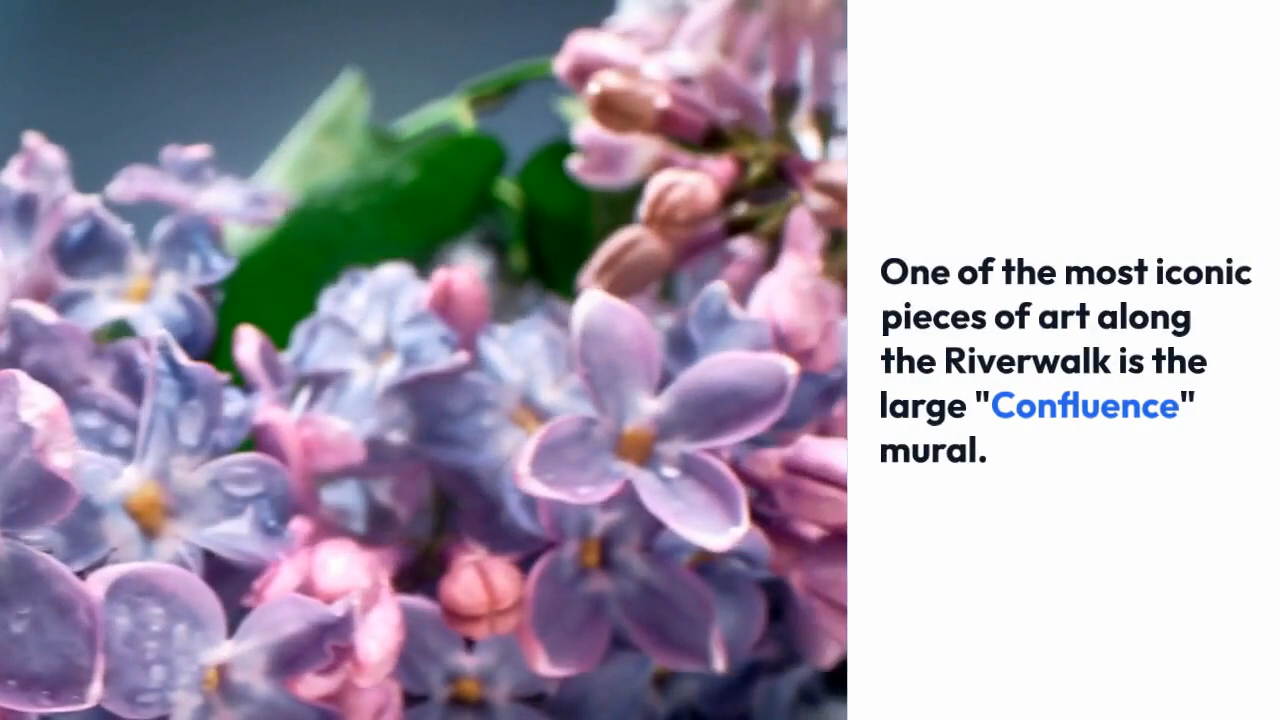 One of the most iconic
pieces of art along
the Riverwalk is the
large "Confluence"
mural.